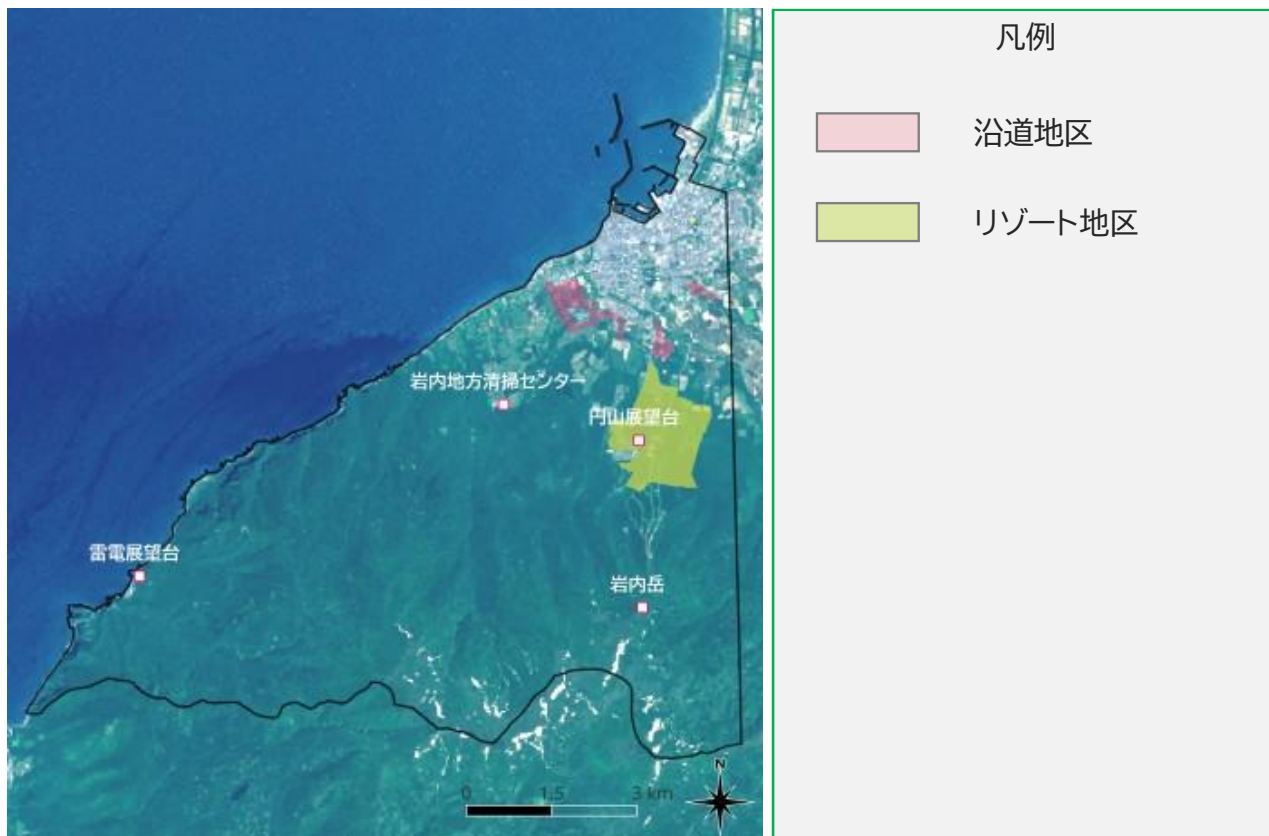 岩内地方清掃センター
円山展望台
雷電展望台
岩内岳
N
0 1.5 3 km
凡例
沿道地区
リゾート地区